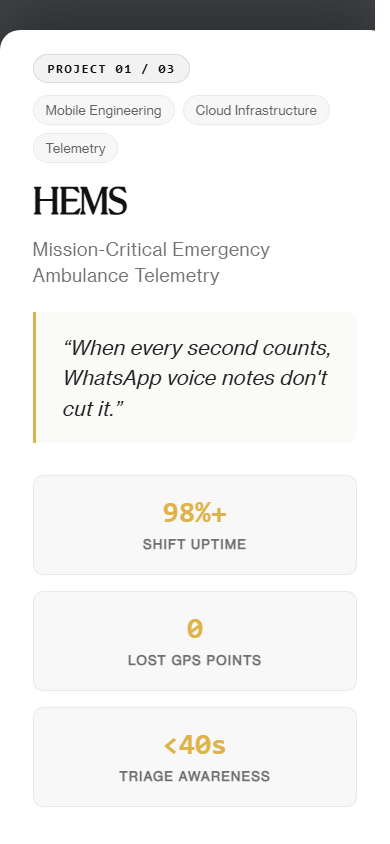 PROJECT 01 / 03
Mobile Engineering
Cloud Infrastructure
Telemetry
HEMS
Mission-Critical Emergency
Ambulance Telemetry
“When every second counts,
WhatsApp voice notes don't
cut it.”
98%+
SHIFT UPTIME
0
LOST GPS POINTS
<40s
TRIAGE AWARENESS